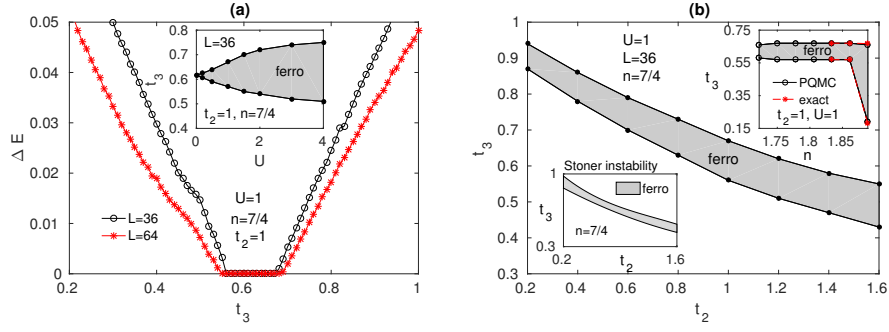 (a)
0.05
0.04
0.03
0.02
0.01
0
Δ E
0.2
0.4
0.6
0.8
1
t3
L=36
L=64
U=1
n=7/4
t2=1
0.8
0.7
0.6
0.5
0.4
t3
L=36
ferro
t2=1, n=7/4
0
1
2
3
4
U
(b)
1
0.9
0.8
0.7
0.6
0.5
0.4
0.3
t3
0.2
0.4
0.6
0.8
1
1.2
1.4
1.6
t2
U=1
L=36
n=7/4
ferro
Stoner instability
1
0.3
t3
ferro
n=7/4
0.2
1.6
t2
0.75
0.55
0.35
0.15
t3
ferro
PQMC
exact
t2=1, U=1
1.75
1.8
1.85
n